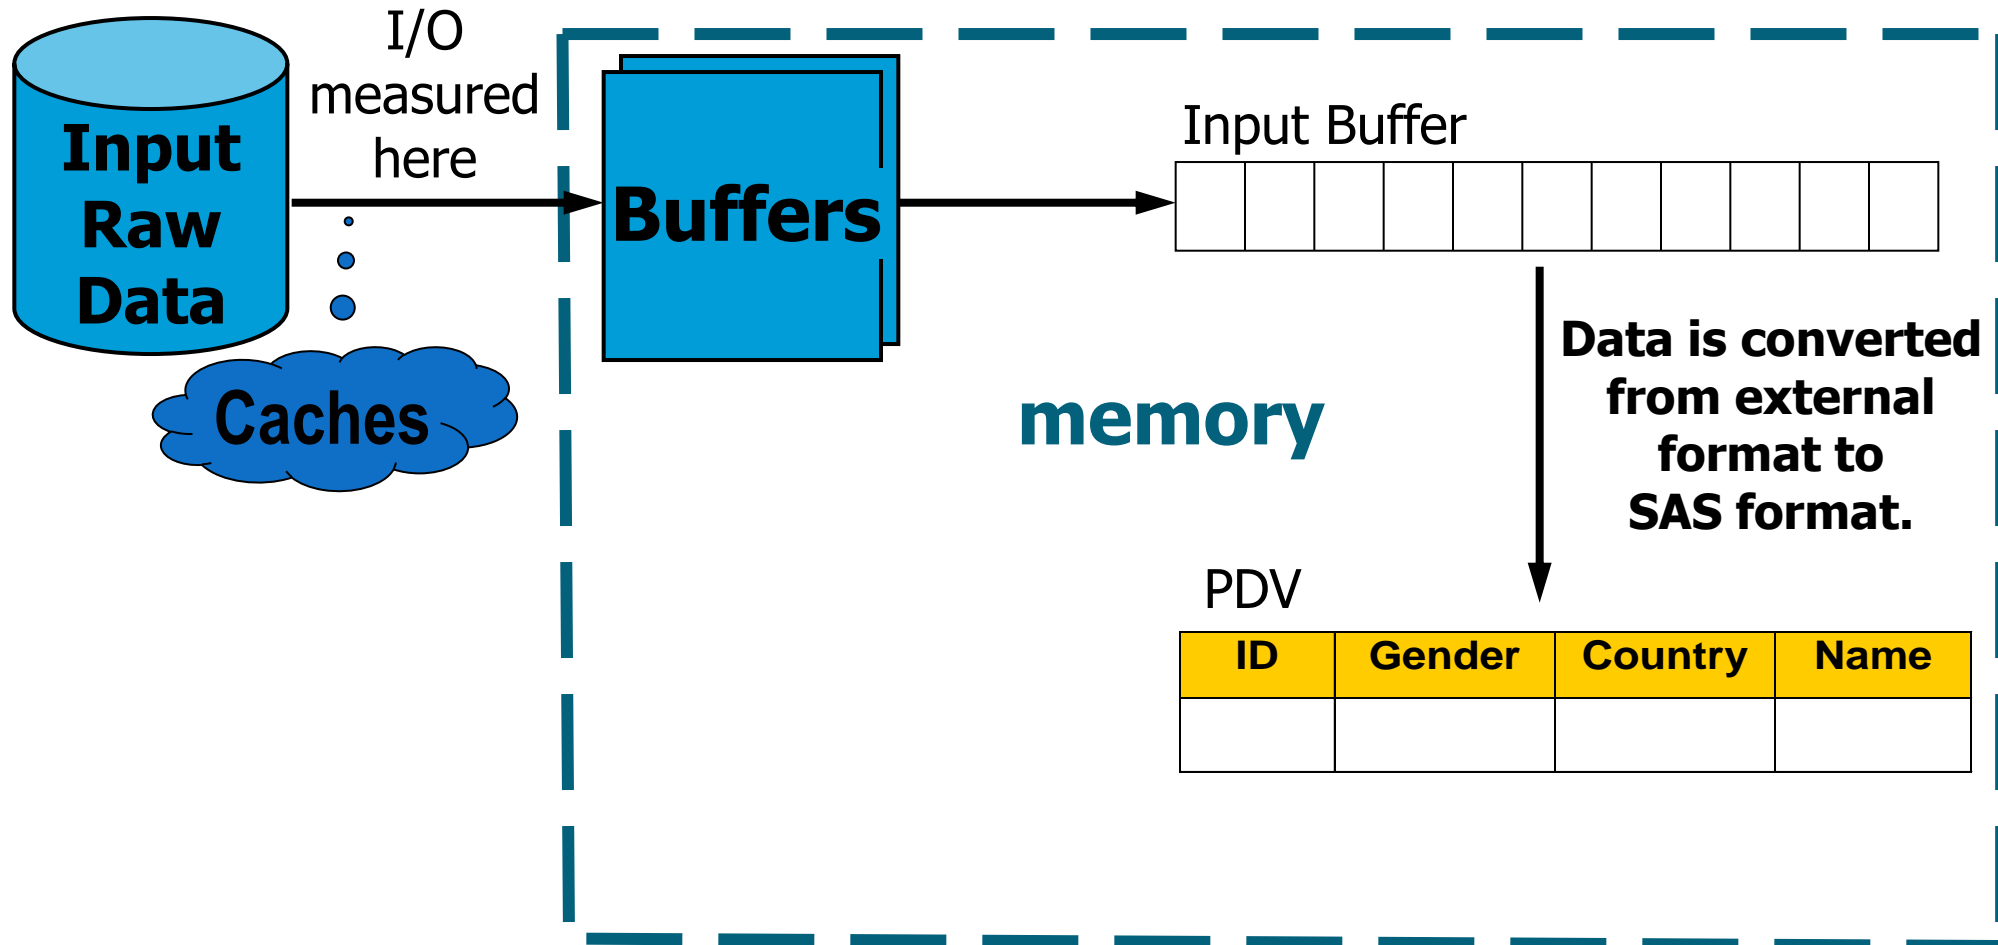 I/O
measured
here
Input
Raw
Data
Caches
Buffers
Input Buffer
memory
Data is converted
from external
format to
SAS format.
PDV
ID Gender Country Name